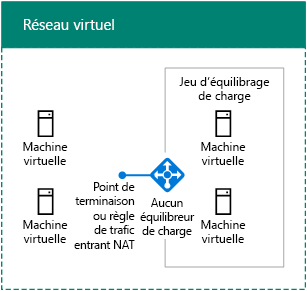 Réseau virtuel
Jeu d'équilibrage
de charge
Machine
virtuelle
Machine
virtuelle
Point de
terminaison
ou règle
de trafic
entrant NAT
Aucun
équilibreur
de charge
Machine
virtuelle
Machine
virtuelle